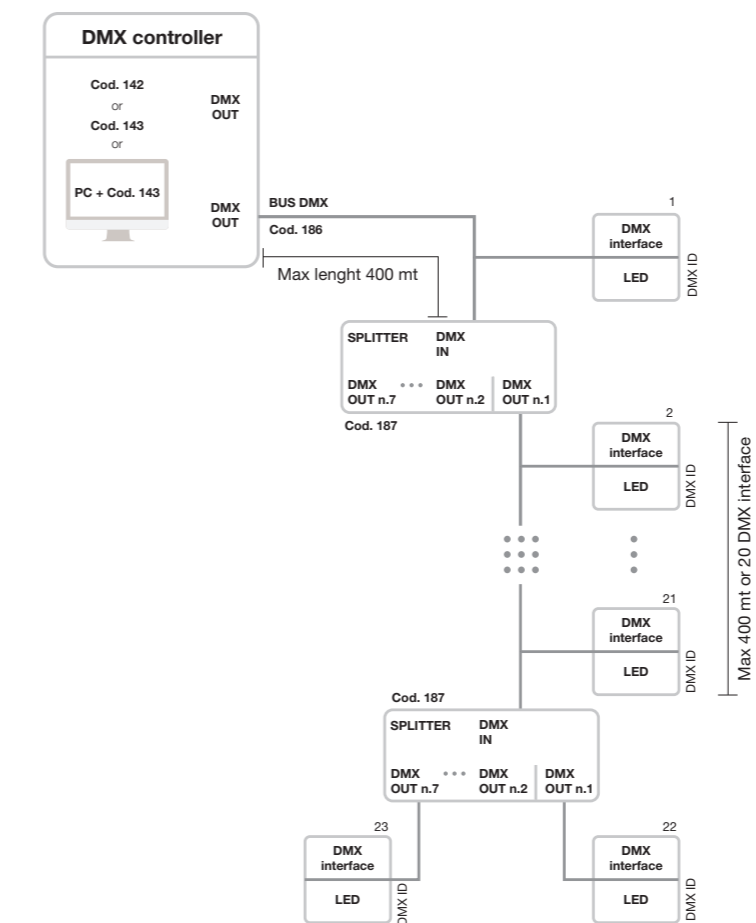 DMX controller
Cod. 142
or
Cod. 143
or
PC + Cod. 143
DMX
OUT
DMX
OUT
BUS DMX
Cod. 186
Max lenght 400 mt
1
DMX
interface
LED
DMX ID
SPLITTER
DMX
IN
DMX
OUT n.7
DMX
OUT n.2
DMX
OUT n.1
Cod. 187
2
DMX
interface
LED
DMX ID
21
DMX
interface
LED
DMX ID
Max 400 mt or 20 DMX interface
Cod. 187
SPLITTER
DMX
IN
DMX
OUT n.7
DMX
OUT n.2
DMX
OUT n.1
23
DMX
interface
LED
DMX ID
22
DMX
interface
LED
DMX ID